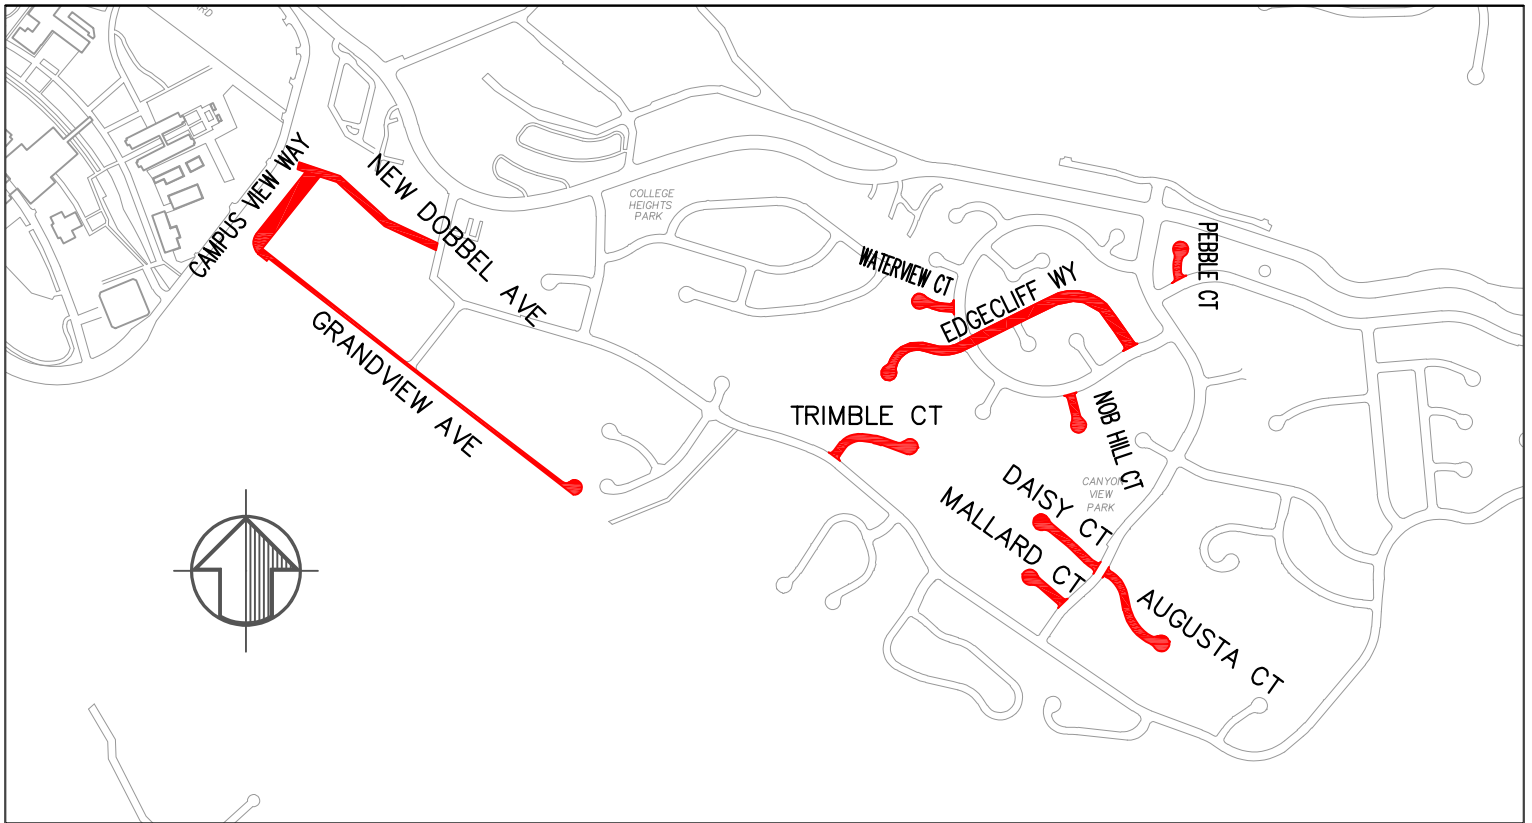 CAMPUS VIEW WAY
NEW DOBBEL AVE
COLLEGE
HEIGHTS
PARK
PEBBLE CT
WATERVIEW CT
EDGECLIFF WY
GRANDVIEW AVE
TRIMBLE CT
NOB HILL CT
DAISY CT
CANYON
VIEW
PARK
MALLARD CT
AUGUSTA CT